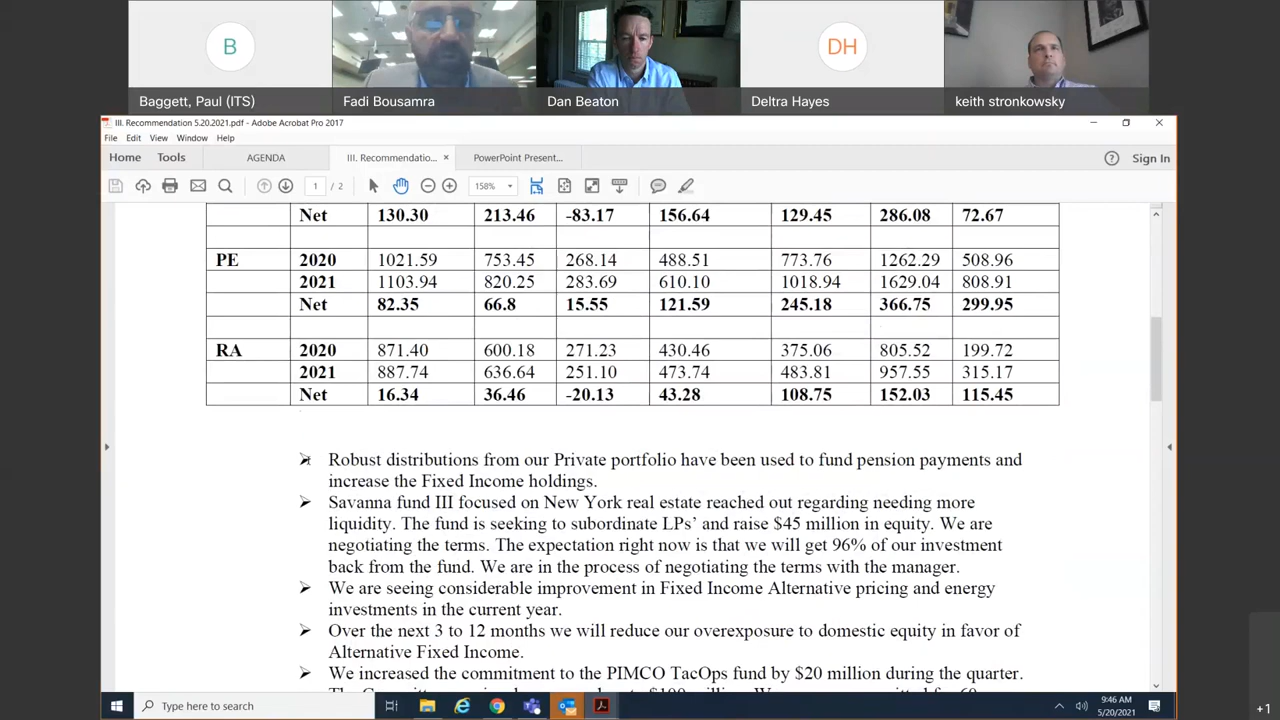 B
DH
Baggett, Paul (ITS)
Fadi Bousamra
Dan Beaton
Deltra Hayes
keith stronkowsky
III. Recommendation 5.20.2021.pdf - Adobe Acrobat Pro 2017
File Edit View Window Help
Home Tools AGENDA III. Recommendatio... × PowerPoint Present... Sign In
1 / 2 158%
Net 130.30 213.46 -83.17 156.64 129.45 286.08 72.67
PE 2020 1021.59 753.45 268.14 488.51 773.76 1262.29 508.96
2021 1103.94 820.25 283.69 610.10 1018.94 1629.04 808.91
Net 82.35 66.8 15.55 121.59 245.18 366.75 299.95
RA 2020 871.40 600.18 271.23 430.46 375.06 805.52 199.72
2021 887.74 636.64 251.10 473.74 483.81 957.55 315.17
Net 16.34 36.46 -20.13 43.28 108.75 152.03 115.45
➢ Robust distributions from our Private portfolio have been used to fund pension payments and
increase the Fixed Income holdings.
➢ Savanna fund III focused on New York real estate reached out regarding needing more
liquidity. The fund is seeking to subordinate LPs' and raise $45 million in equity. We are
negotiating the terms. The expectation right now is that we will get 96% of our investment
back from the fund. We are in the process of negotiating the terms with the manager.
➢ We are seeing considerable improvement in Fixed Income Alternative pricing and energy
investments in the current year.
➢ Over the next 3 to 12 months we will reduce our overexposure to domestic equity in favor of
Alternative Fixed Income.
➢ We increased the commitment to the PIMCO TacOps fund by $20 million during the quarter.
Type here to search
9:46 AM
5/20/2021
+1